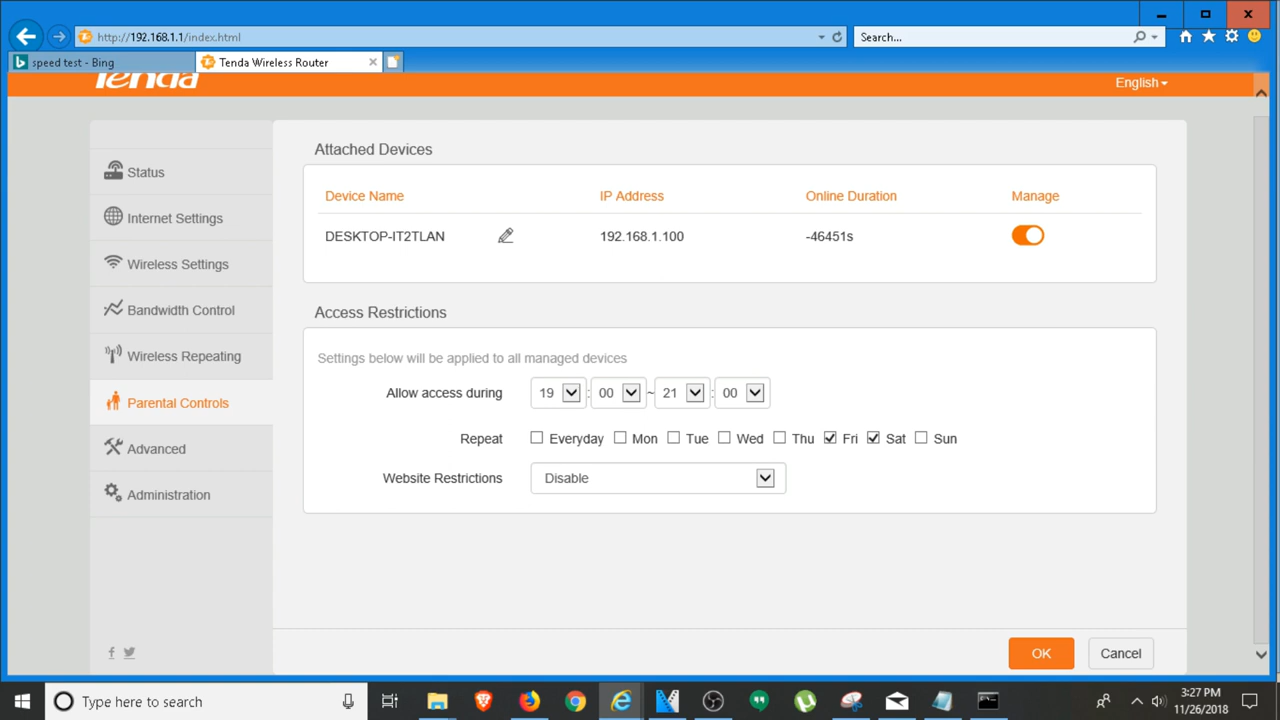 http://192.168.1.1/index.html
Search...
speed test - Bing
Tenda Wireless Router
Tenda
English
Status
Internet Settings
Wireless Settings
Bandwidth Control
Wireless Repeating
Parental Controls
Advanced
Administration
Attached Devices
Device Name IP Address Online Duration Manage
DESKTOP-IT2TLAN 192.168.1.100 -46451s
Access Restrictions
Settings below will be applied to all managed devices
Allow access during 19 : 00 ~ 21 : 00
Repeat Everyday Mon Tue Wed Thu Fri Sat Sun
Website Restrictions Disable
OK Cancel
Type here to search
3:27 PM
11/26/2018